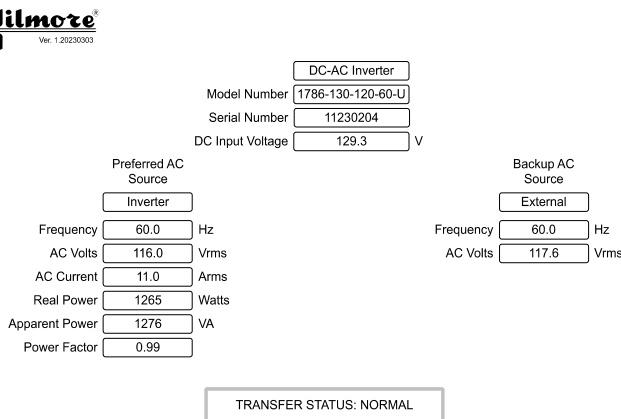 Ver. 1.20230303
DC-AC Inverter
Model Number 1786-130-120-60-U
Serial Number 11230204
DC Input Voltage 129.3 V
Preferred AC
Source
Inverter
Frequency 60.0 Hz
AC Volts 116.0 Vrms
AC Current 11.0 Arms
Real Power 1265 Watts
Apparent Power 1276 VA
Power Factor 0.99
Backup AC
Source
External
Frequency 60.0 Hz
AC Volts 117.6 Vrms
TRANSFER STATUS: NORMAL